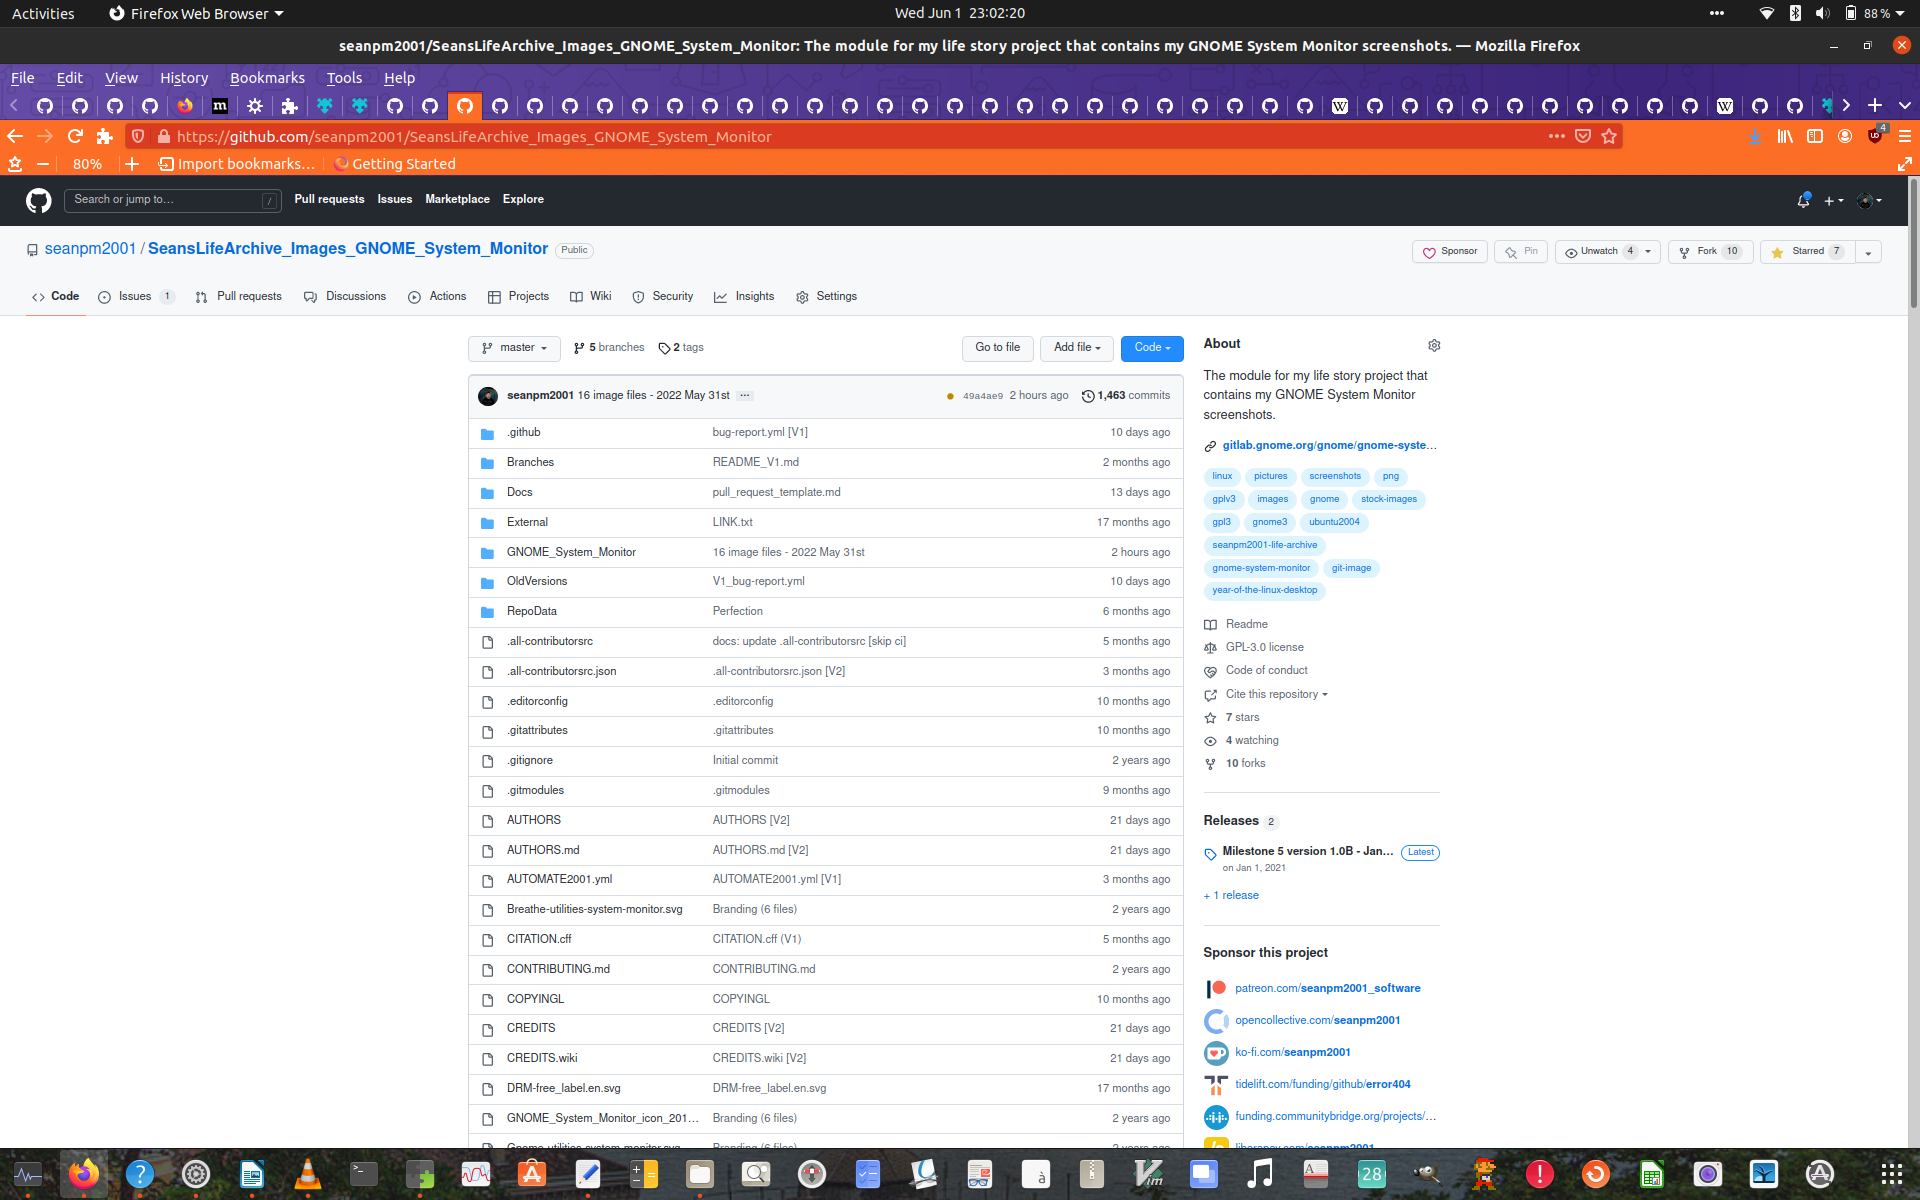 Activities
Firefox Web Browser
Wed Jun 1 23:02:20
88 %
seanpm2001/SeansLifeArchive_Images_GNOME_System_Monitor: The module for my life story project that contains my GNOME System Monitor screenshots. — Mozilla Firefox
File Edit View History Bookmarks Tools Help
https://github.com/seanpm2001/SeansLifeArchive_Images_GNOME_System_Monitor
4
80%
Import bookmarks…
Getting Started
Search or jump to…
/
Pull requests Issues Marketplace Explore
seanpm2001 / SeansLifeArchive_Images_GNOME_System_Monitor Public
Sponsor
Pin
Unwatch 4
Fork 10
Starred 7
Code
Issues 1
Pull requests
Discussions
Actions
Projects
Wiki
Security
Insights
Settings
master
5 branches
2 tags
Go to file
Add file
Code
seanpm2001 16 image files - 2022 May 31st
49a4ae9 2 hours ago
1,463 commits
.github bug-report.yml [V1] 10 days ago
Branches README_V1.md 2 months ago
Docs pull_request_template.md 13 days ago
External LINK.txt 17 months ago
GNOME_System_Monitor 16 image files - 2022 May 31st 2 hours ago
OldVersions V1_bug-report.yml 10 days ago
RepoData Perfection 6 months ago
.all-contributorsrc docs: update .all-contributorsrc [skip ci] 5 months ago
.all-contributorsrc.json .all-contributorsrc.json [V2] 3 months ago
.editorconfig .editorconfig 10 months ago
.gitattributes .gitattributes 10 months ago
.gitignore Initial commit 2 years ago
.gitmodules .gitmodules 9 months ago
AUTHORS AUTHORS [V2] 21 days ago
AUTHORS.md AUTHORS.md [V2] 21 days ago
AUTOMATE2001.yml AUTOMATE2001.yml [V1] 3 months ago
Breathe-utilities-system-monitor.svg Branding (6 files) 2 years ago
CITATION.cff CITATION.cff (V1) 5 months ago
CONTRIBUTING.md CONTRIBUTING.md 2 years ago
COPYINGL COPYINGL 10 months ago
CREDITS CREDITS [V2] 21 days ago
CREDITS.wiki CREDITS.wiki [V2] 21 days ago
DRM-free_label.en.svg DRM-free_label.en.svg 17 months ago
GNOME_System_Monitor_icon_201… Branding (6 files) 2 years ago
About
The module for my life story project that
contains my GNOME System Monitor
screenshots.
gitlab.gnome.org/gnome/gnome-syste…
linux pictures screenshots png
gplv3 images gnome stock-images
gpl3 gnome3 ubuntu2004
seanpm2001-life-archive
gnome-system-monitor git-image
year-of-the-linux-desktop
Readme
GPL-3.0 license
Code of conduct
Cite this repository
7 stars
4 watching
10 forks
Releases 2
Milestone 5 version 1.0B - Jan… Latest
on Jan 1, 2021
+ 1 release
Sponsor this project
patreon.com/seanpm2001_software
opencollective.com/seanpm2001
ko-fi.com/seanpm2001
tidelift.com/funding/github/error404
funding.communitybridge.org/projects/…
liberapay.com/seanpm2001
28